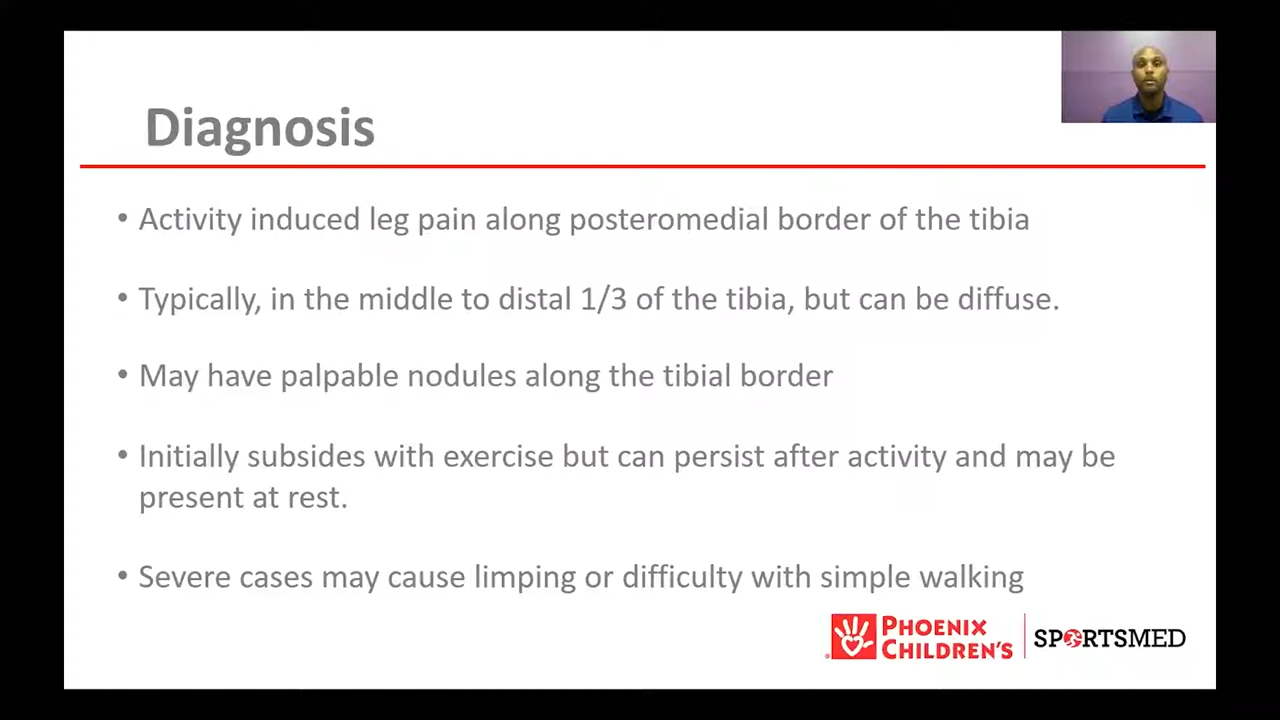 Diagnosis
• Activity induced leg pain along posteromedial border of the tibia
• Typically, in the middle to distal 1/3 of the tibia, but can be diffuse.
• May have palpable nodules along the tibial border
• Initially subsides with exercise but can persist after activity and may be
present at rest.
• Severe cases may cause limping or difficulty with simple walking
PHOENIX
CHILDREN'S
SPORTSMED